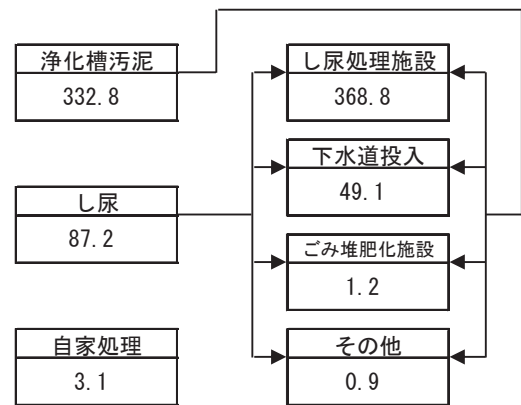 浄化槽汚泥
332.8
し尿
87.2
自家処理
3.1
し尿処理施設
368.8
下水道投入
49.1
ごみ堆肥化施設
1.2
その他
0.9